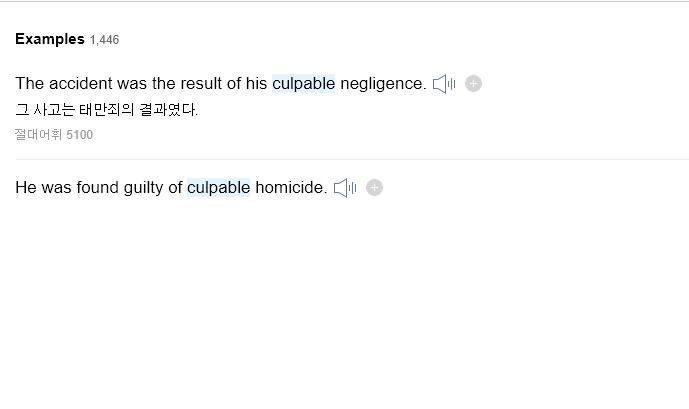 Examples 1,446
The accident was the result of his culpable negligence.
그 사고는 태만죄의 결과였다.
절대어휘 5100
He was found guilty of culpable homicide.